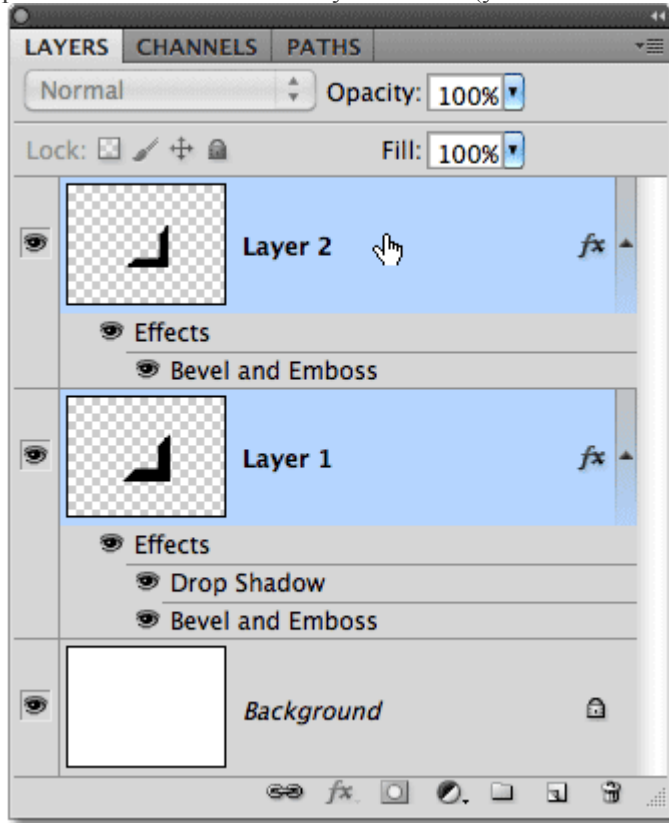 LAYERS CHANNELS PATHS
Normal Opacity: 100%
Lock: Fill: 100%
Layer 2 fx
Effects
Bevel and Emboss
Layer 1 fx
Effects
Drop Shadow
Bevel and Emboss
Background
fx.